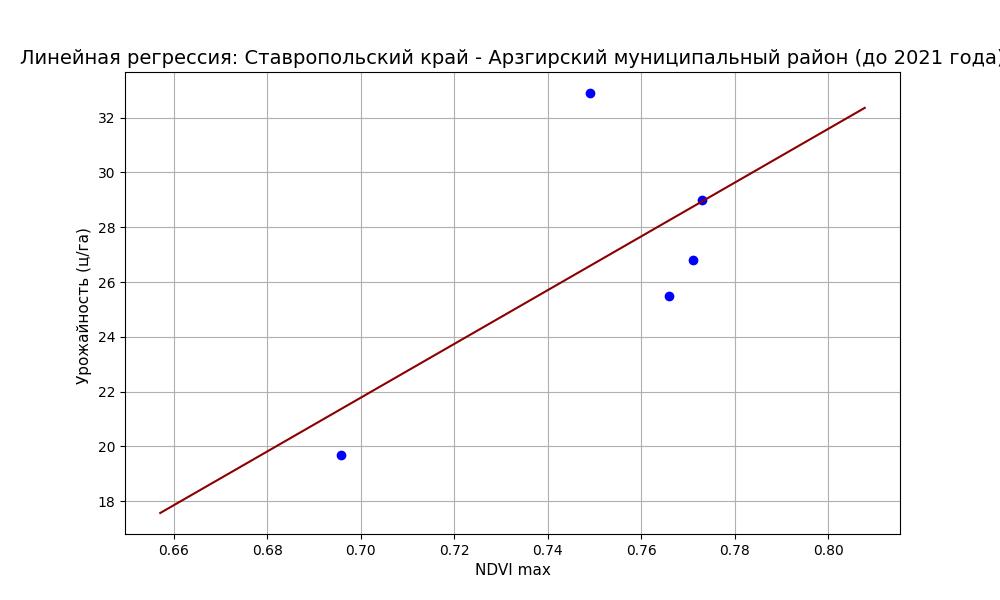 Линейная регрессия: Ставропольский край - Арзгирский муниципальный район (до 2021 года)
32
30
28
26
24
22
20
18
Урожайность (ц/га)
0.66 0.68 0.70 0.72 0.74 0.76 0.78 0.80
NDVI max